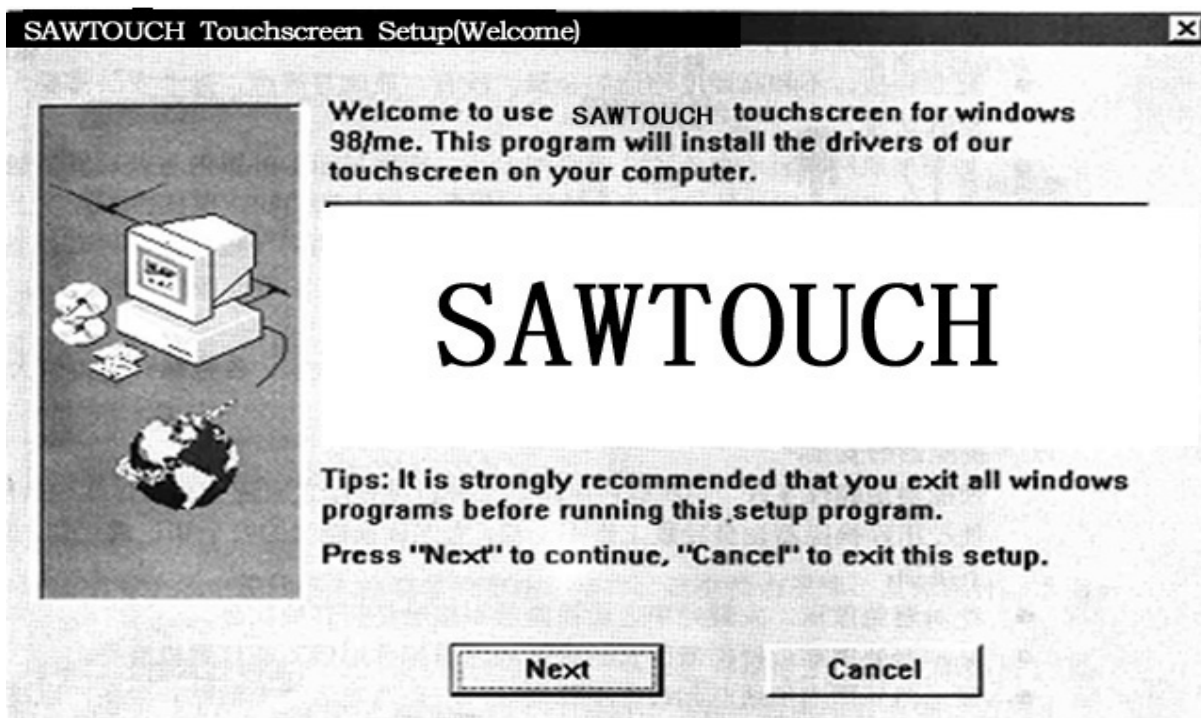 SAWTOUCH Touchscreen Setup(Welcome)
Welcome to use SAWTOUCH touchscreen for windows
98/me. This program will install the drivers of our
touchscreen on your computer.
SAWTOUCH
Tips: It is strongly recommended that you exit all windows
programs before running this setup program.
Press "Next" to continue, "Cancel" to exit this setup.
Next
Cancel